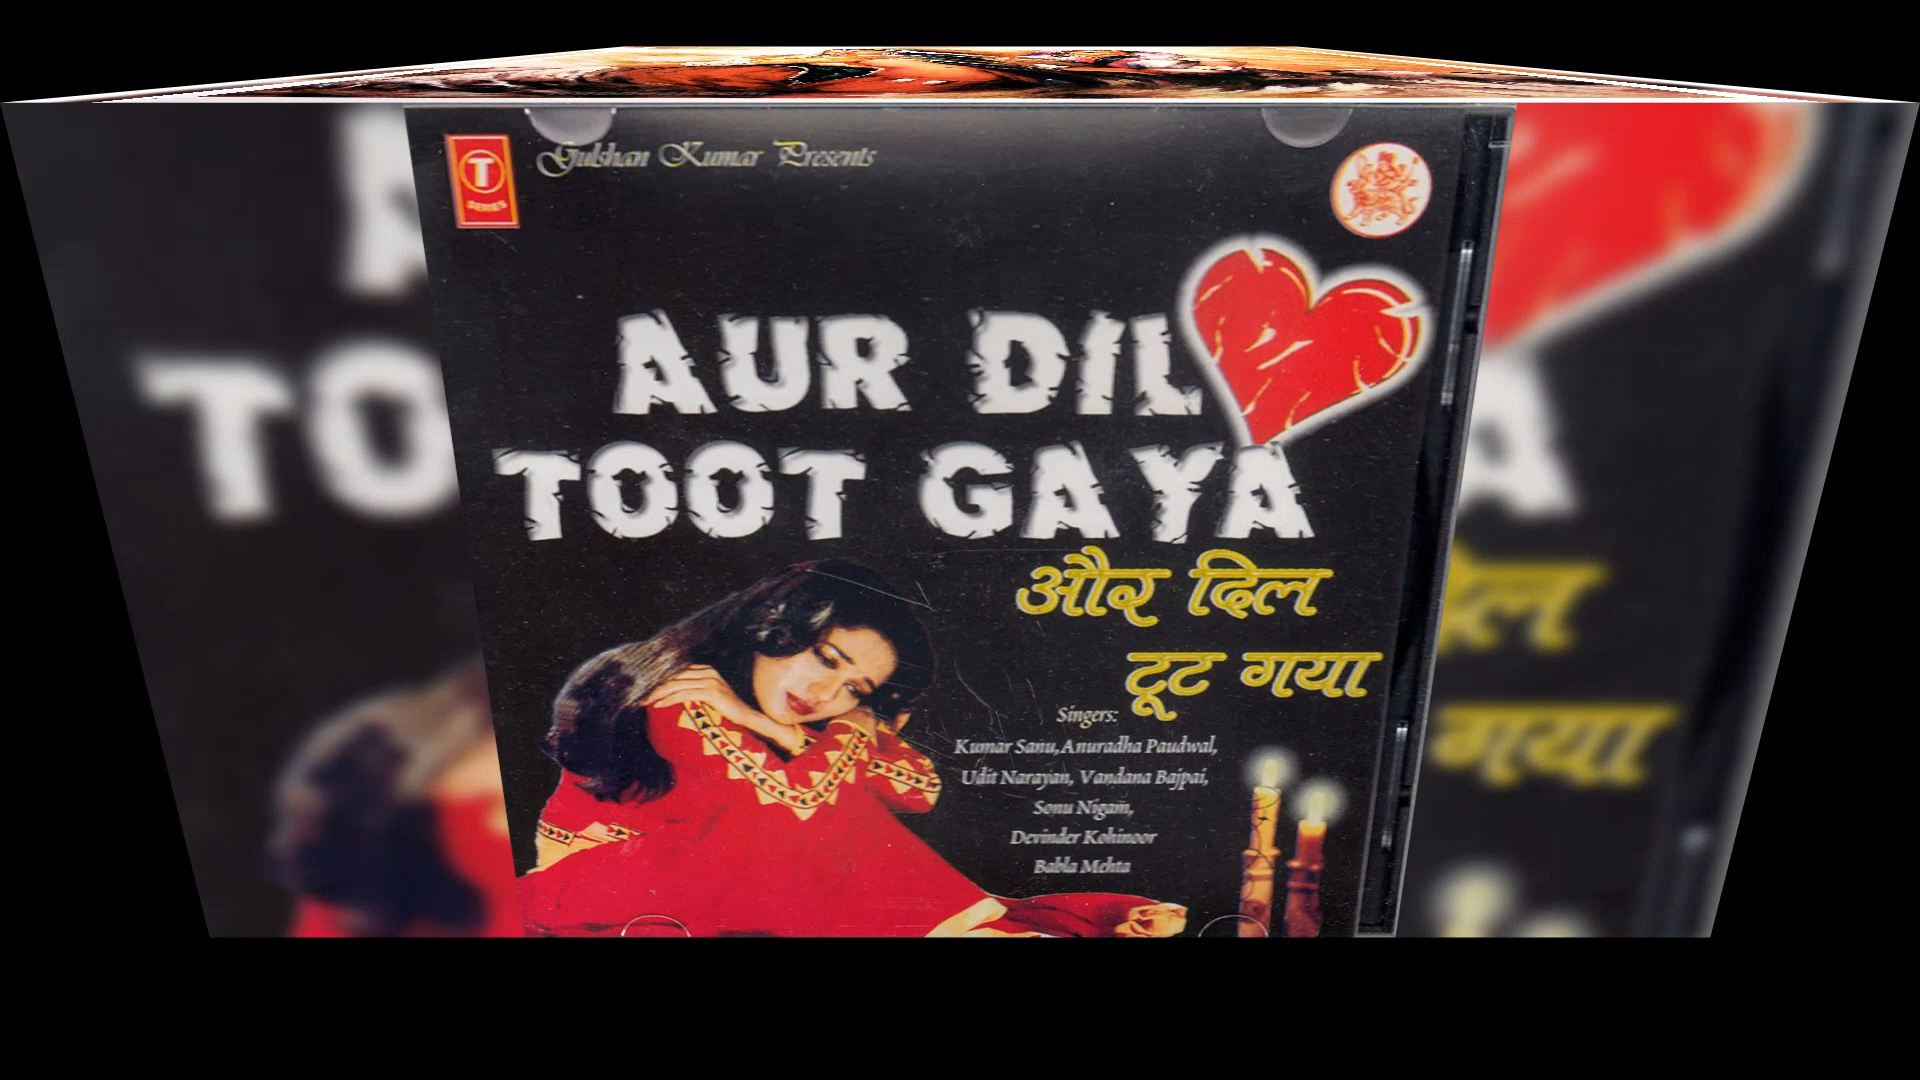 T
SERIES
Gulshan Kumar Presents
AUR DIL
TOOT GAYA
और दिल
टूट गया
Singers:
Kumar Sanu, Anuradha Paudwal,
Udit Narayan, Vandana Bajpai,
Sonu Nigam,
Devinder Kohinoor
Babla Mehta